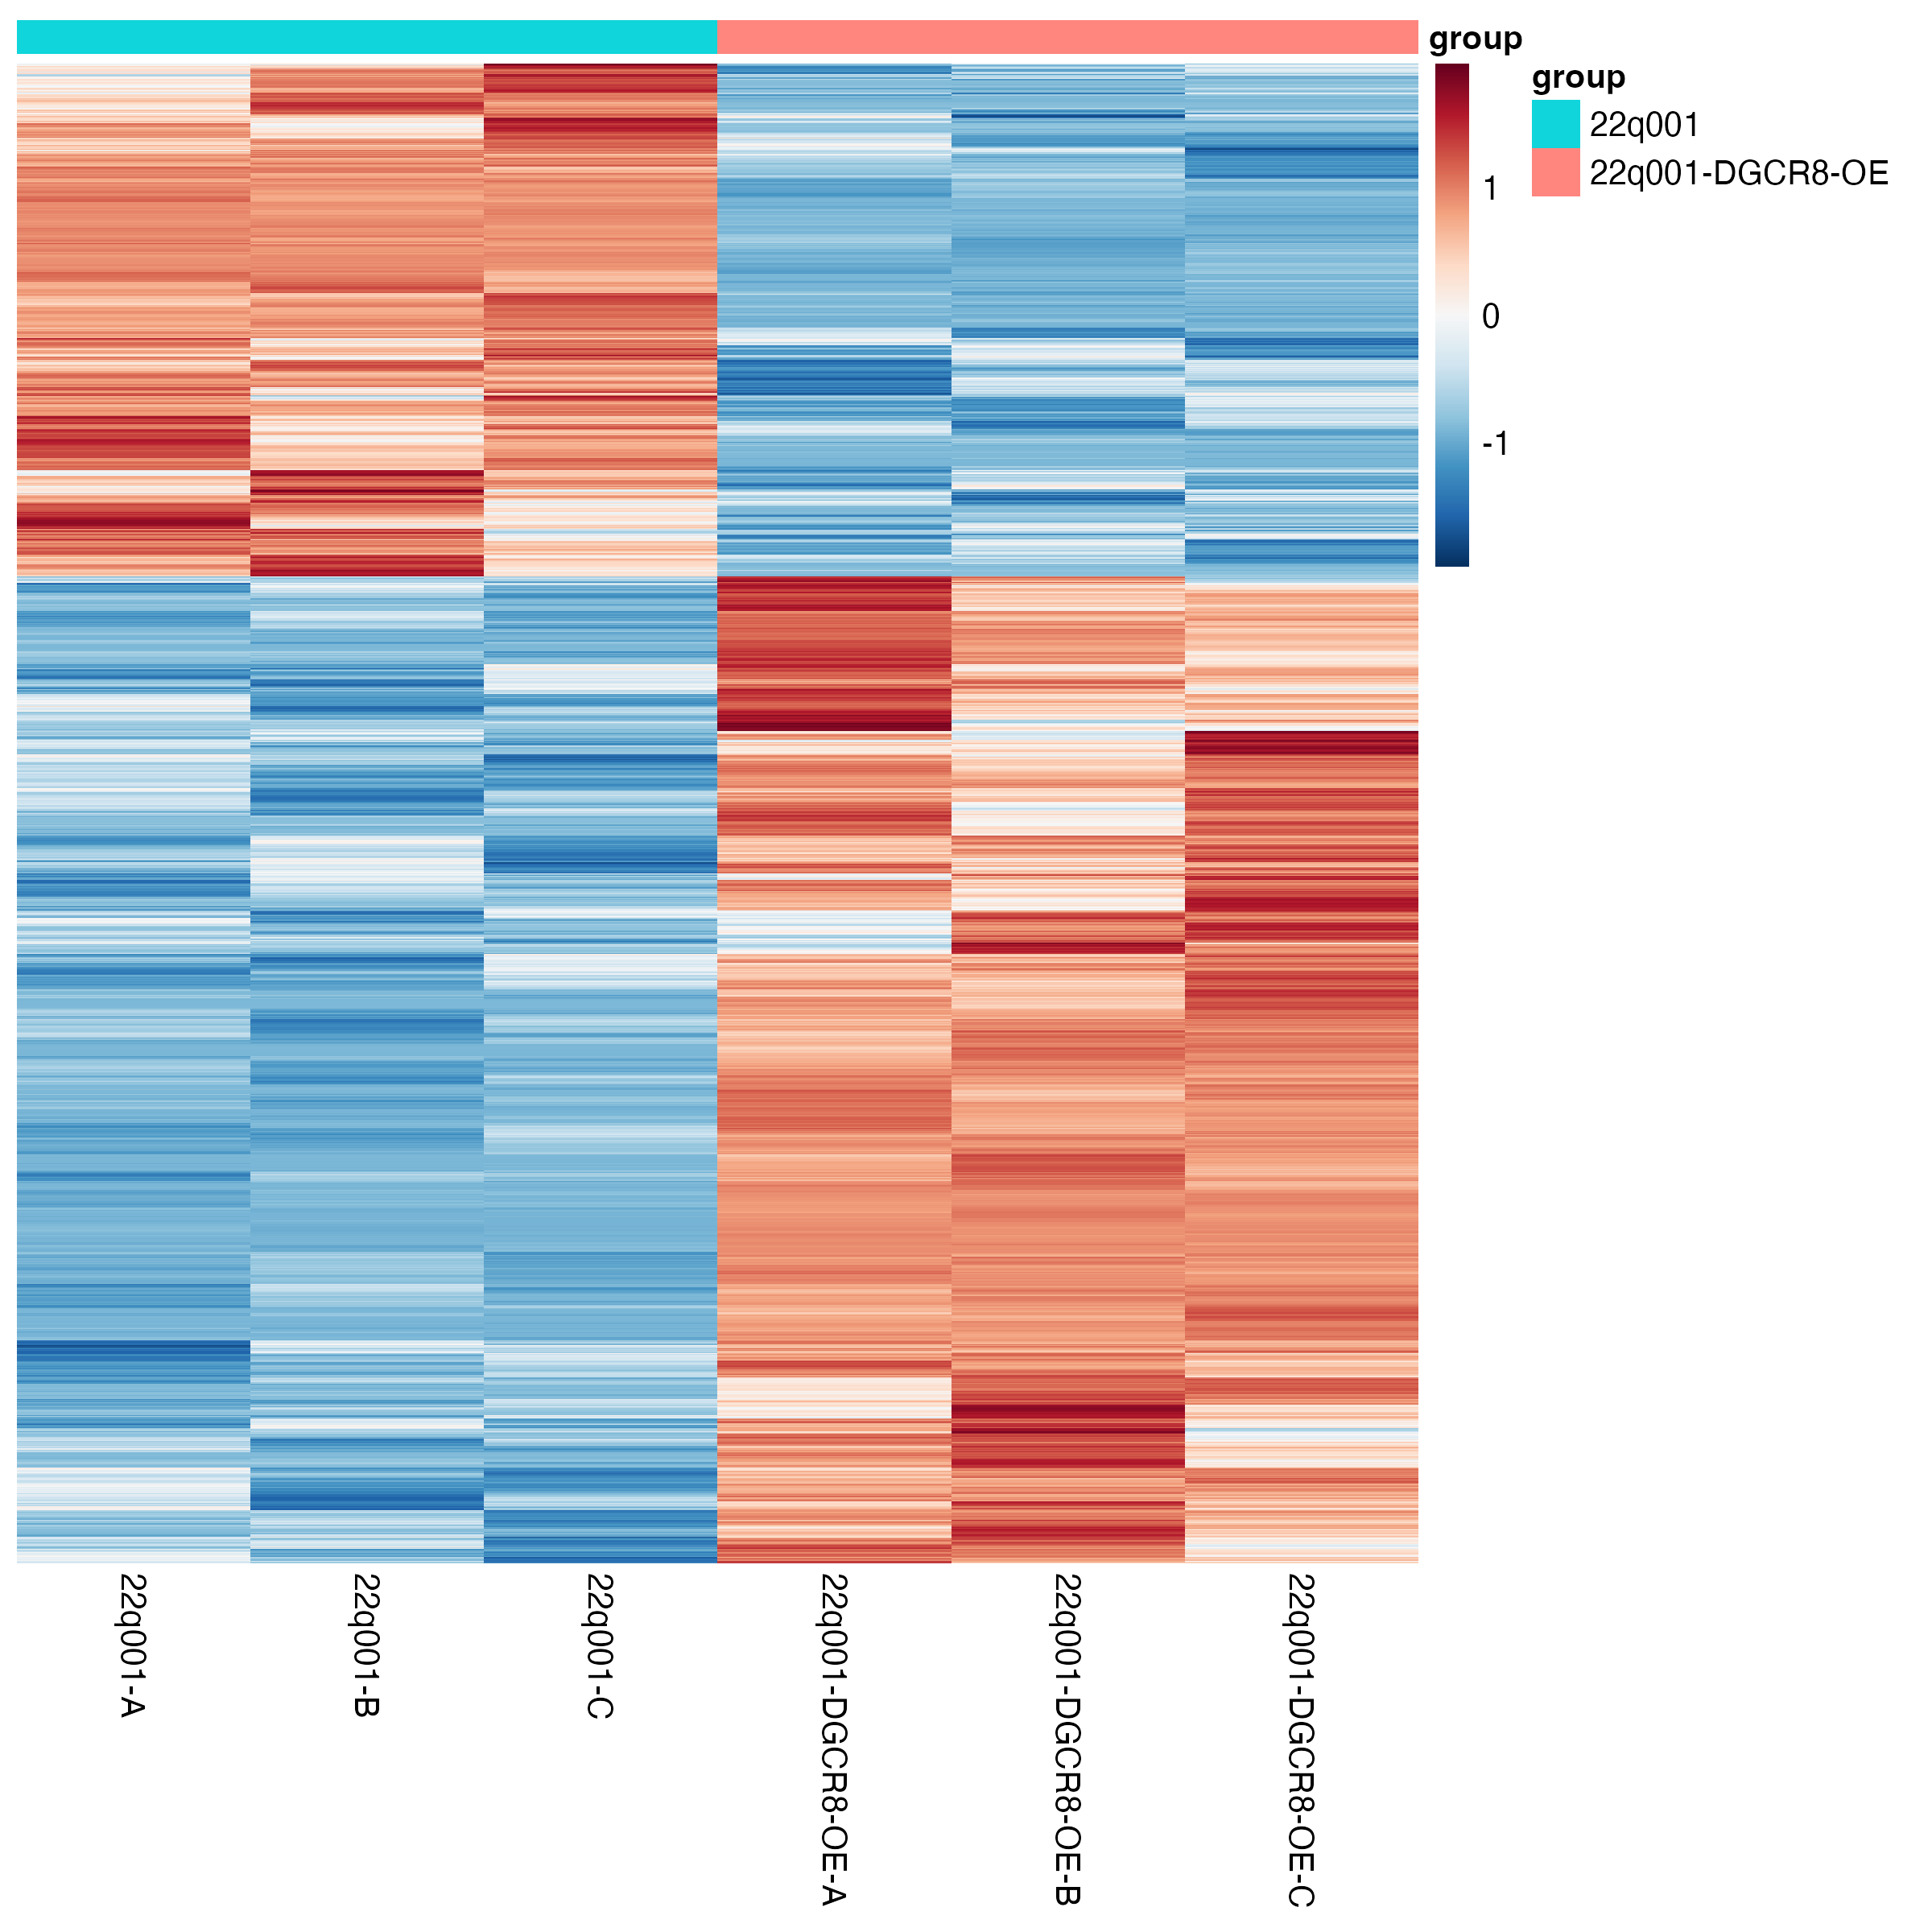 group
group
22q001
22q001-DGCR8-OE
1
0
-1
22q001-A
22q001-B
22q001-C
22q001-DGCR8-OE-A
22q001-DGCR8-OE-B
22q001-DGCR8-OE-C